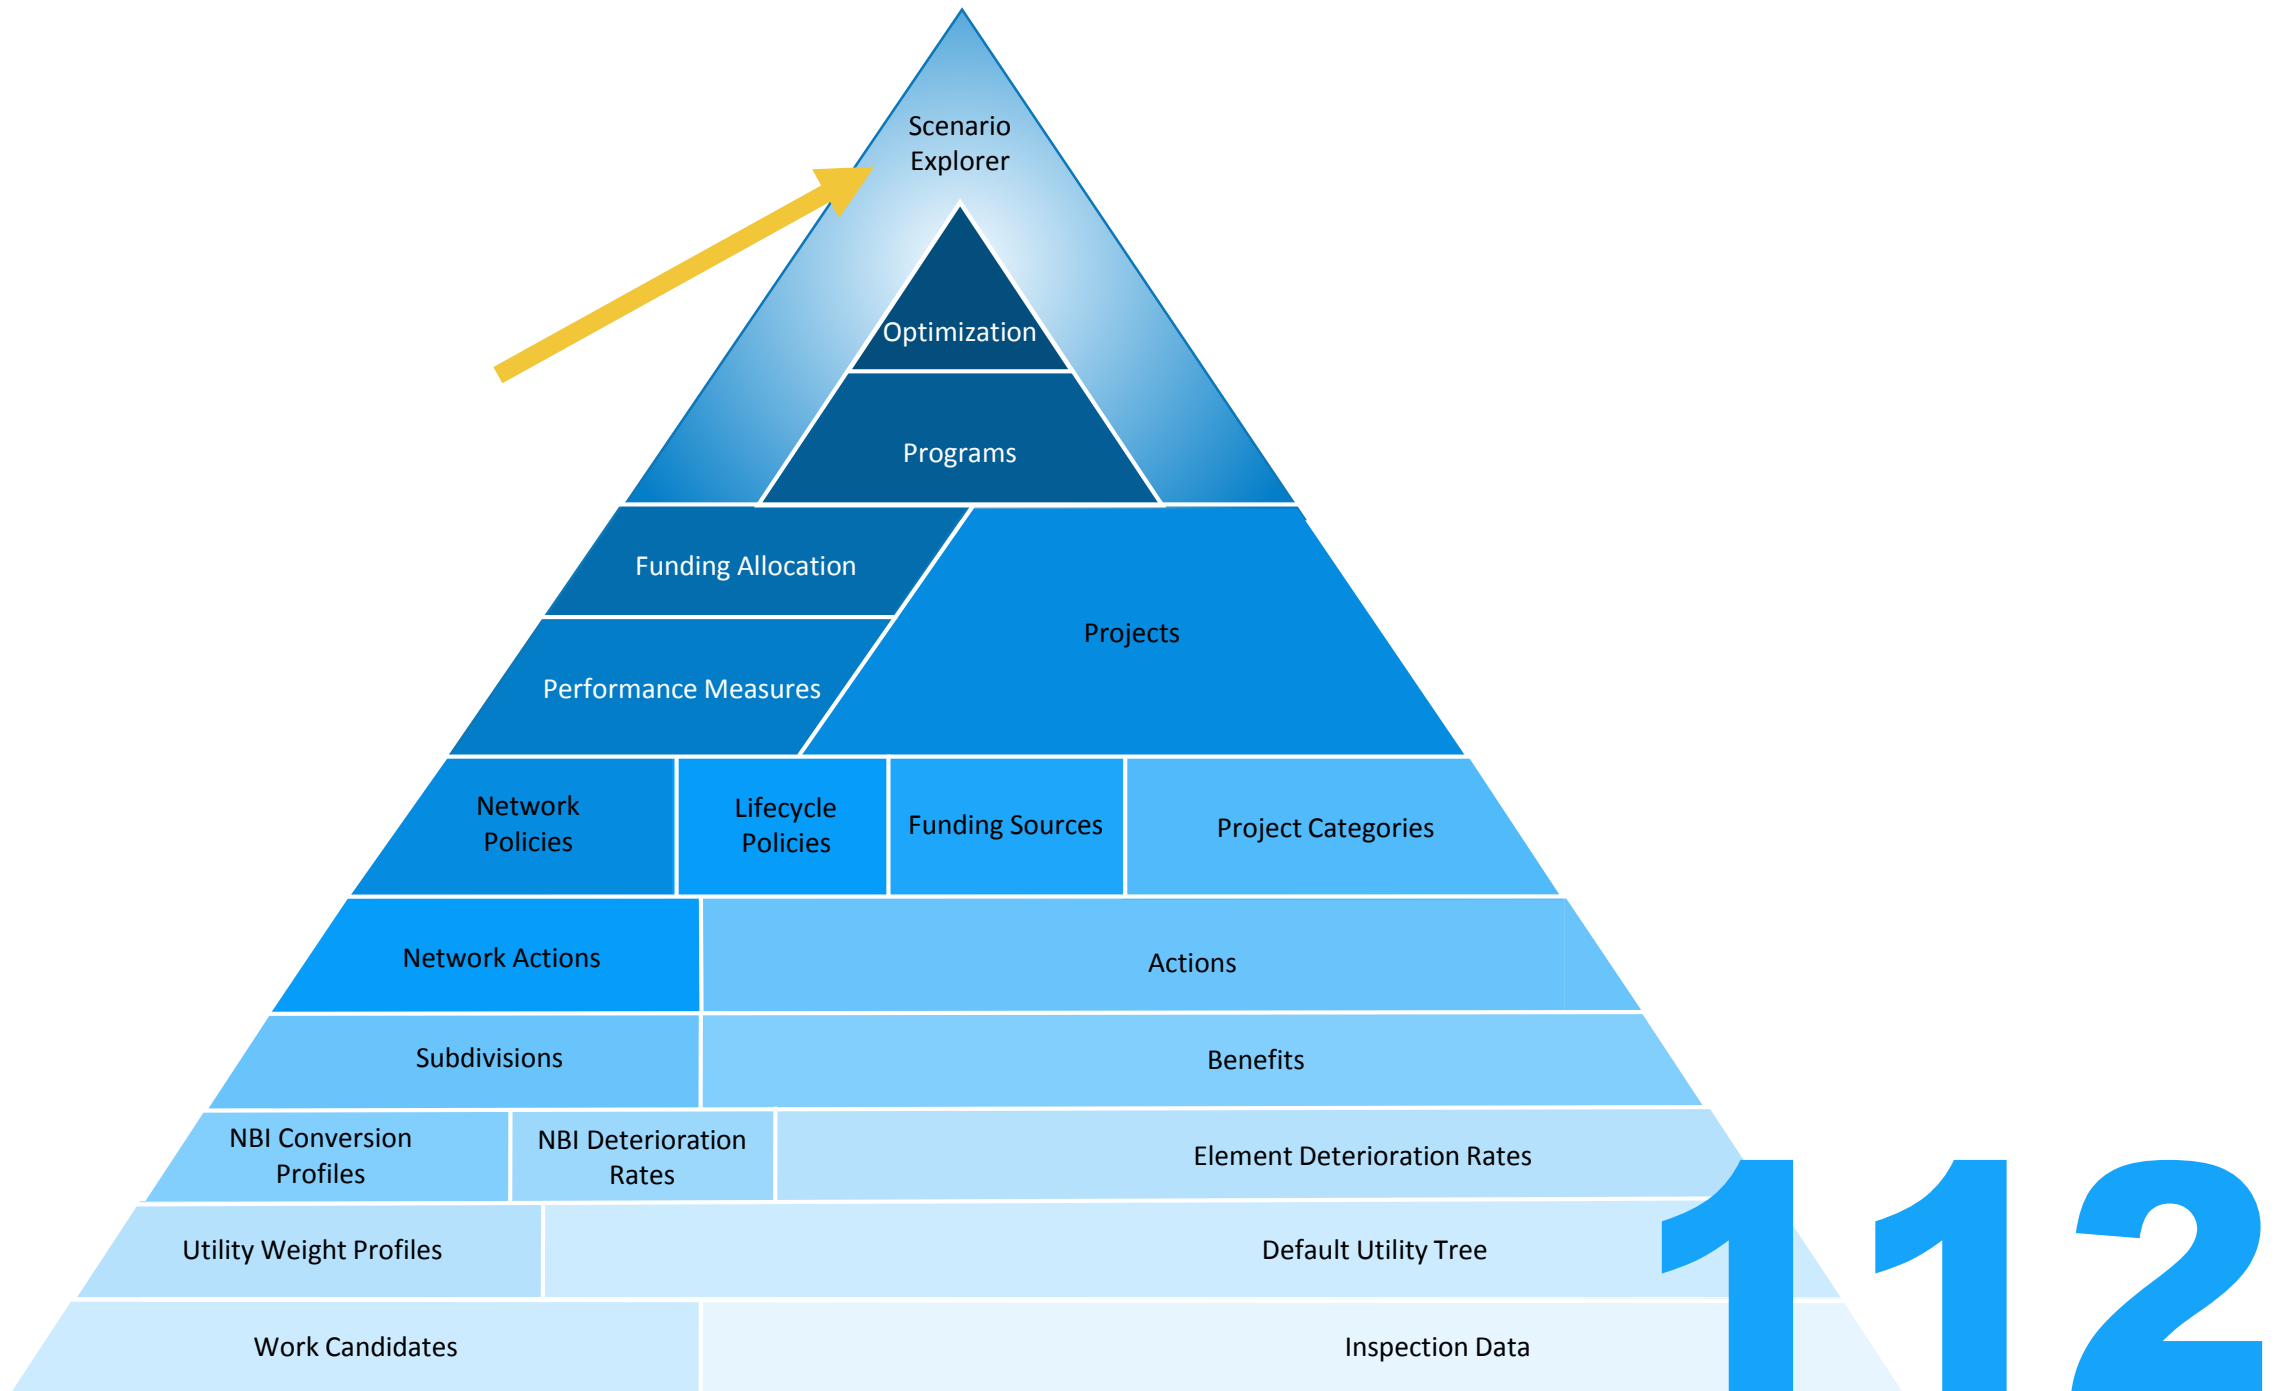 Scenario
Explorer
Optimization
Programs
Funding Allocation
Projects
Performance Measures
Network
Policies
Lifecycle
Policies
Funding Sources
Project Categories
Network Actions
Actions
Subdivisions
Benefits
NBI Conversion
Profiles
NBI Deterioration
Rates
Element Deterioration Rates
Utility Weight Profiles
Default Utility Tree
Work Candidates
Inspection Data
112